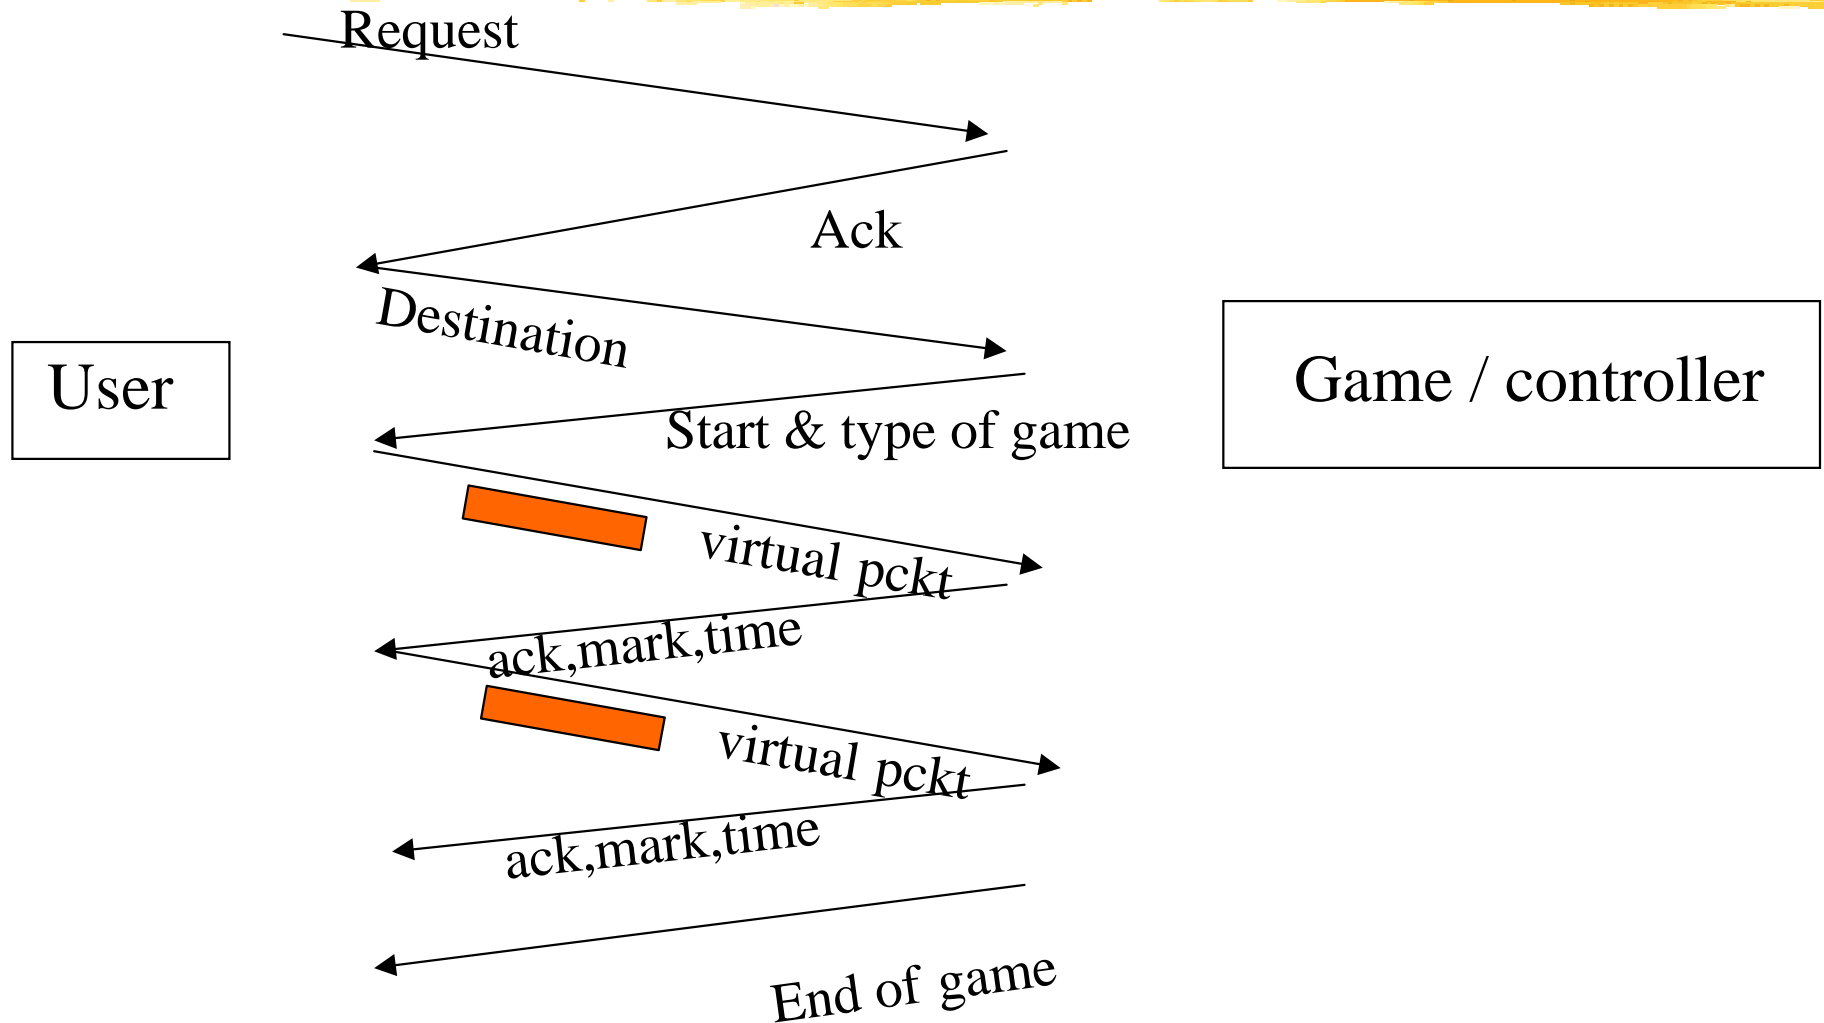 Request
Ack
Destination
User
Game / controller
Start & type of game
virtual pckt
ack,mark,time
virtual pckt
ack,mark,time
End of game